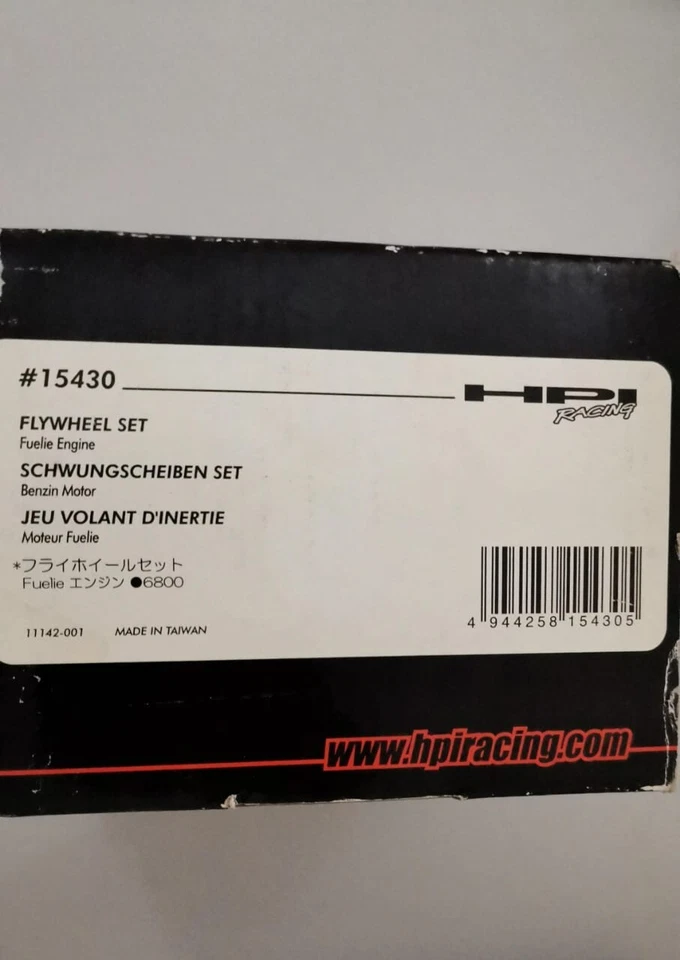 #15430
HPI
RACING
FLYWHEEL SET
Fuelie Engine
SCHWUNGSCHEIBEN SET
Benzin Motor
JEU VOLANT D'INERTIE
Moteur Fuelie
*フライホイールセット
Fuelie エンジン ●6800
11142-001 MADE IN TAIWAN
4 944258 154305
www.hpiracing.com